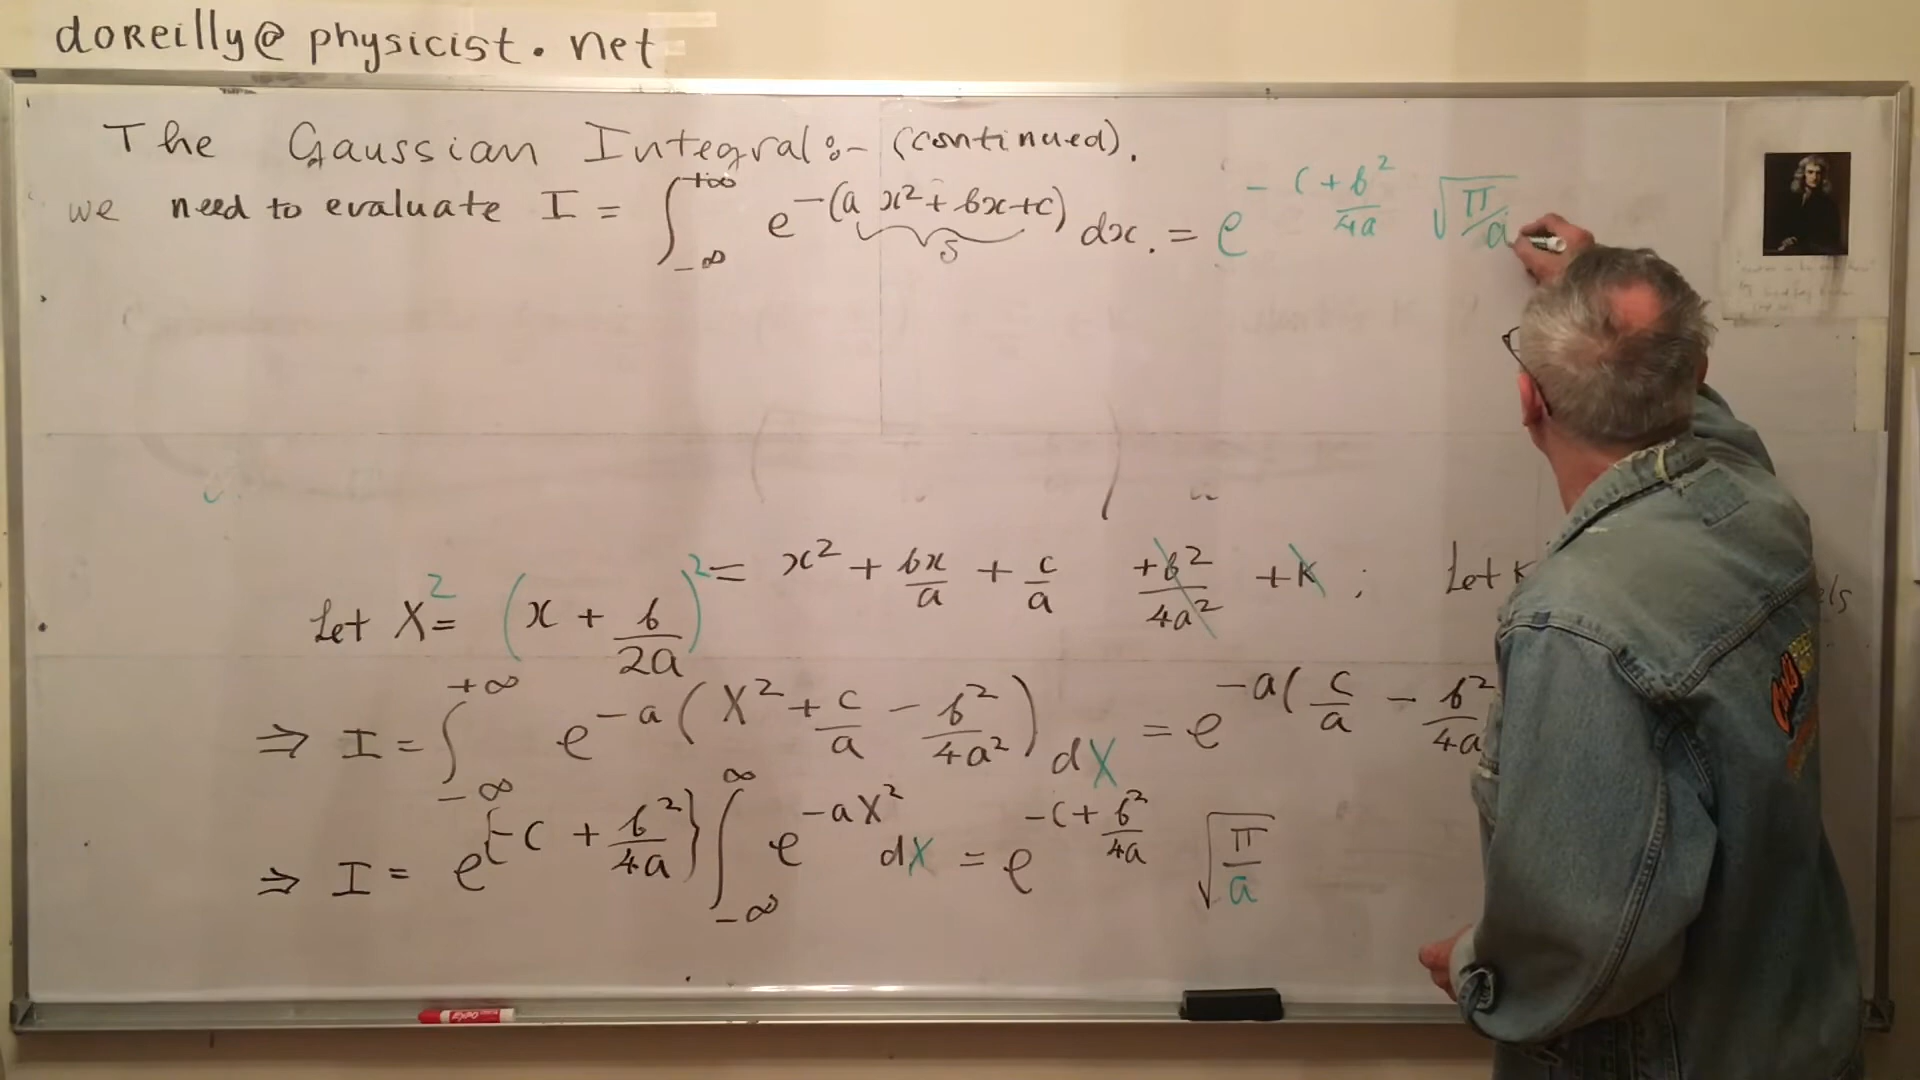 doReilly@physicist.net
The Gaussian Integral:- (continued).
we need to evaluate I = ∫_{-∞}^{+∞} e^{-(ax²+bx+c)} dx. = e^{-c+b²/4a} √(π/a)
S
Let X² = (x + b/2a)² = x² + bx/a + c/a + b²/4a² + K ; Let K
⇒ I = ∫_{-∞}^{+∞} e^{-a(X² + c/a - b²/4a²)} dX = e^{-a(c/a - b²/4a
⇒ I = e^{{-c + b²/4a}} ∫_{-∞}^{∞} e^{-aX²} dX = e^{-c+b²/4a} √(π/a)